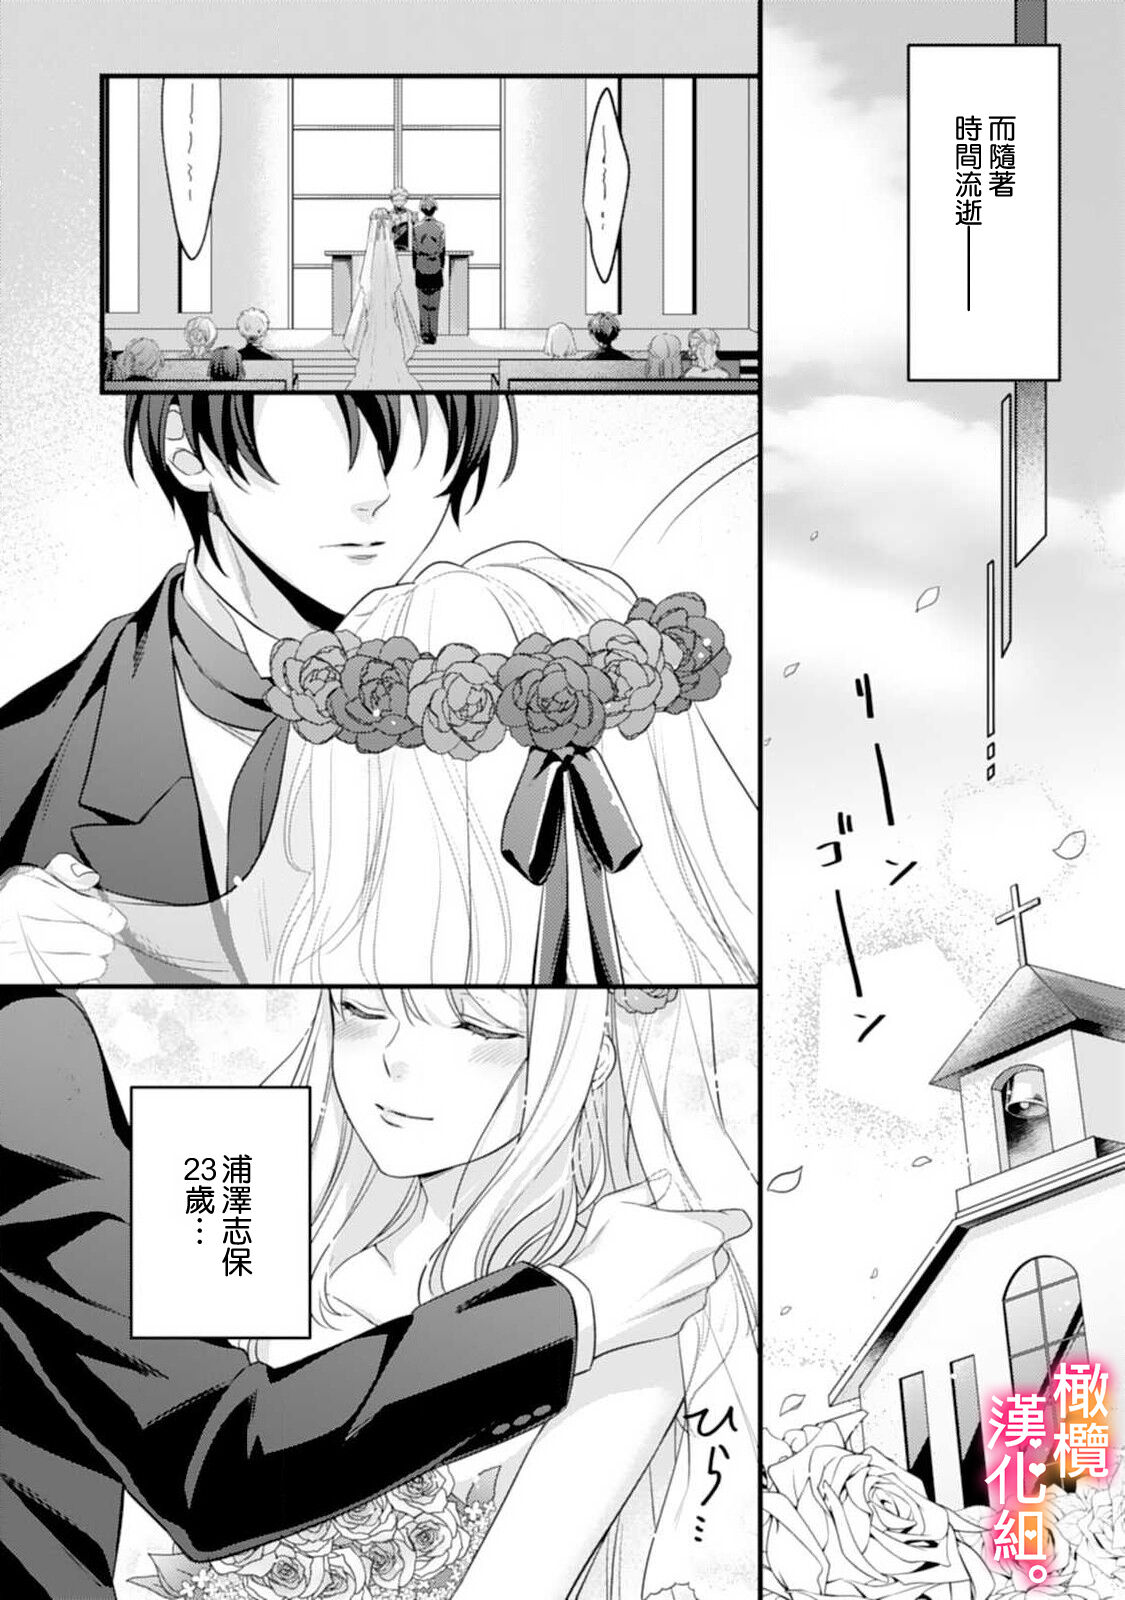 而隨著
時間流逝——
リンゴーン
浦澤志保
23歲…
ひら…
橄欖
漢化組。